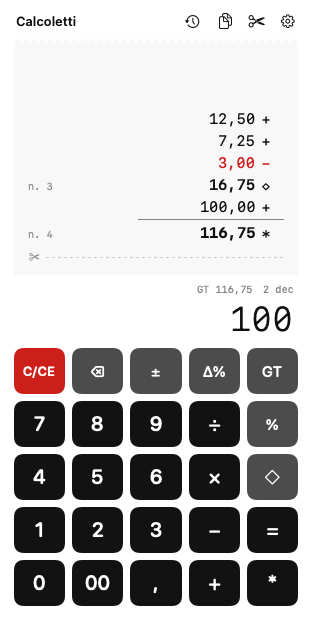 Calcoletti
12,50 +
7,25 +
3,00 −
n. 3 16,75 ◇
100,00 +
n. 4 116,75 *
GT 116,75 2 dec
100
C/CE ⌫ ± Δ% GT
7 8 9 ÷ %
4 5 6 × ◇
1 2 3 − =
0 00 , + *